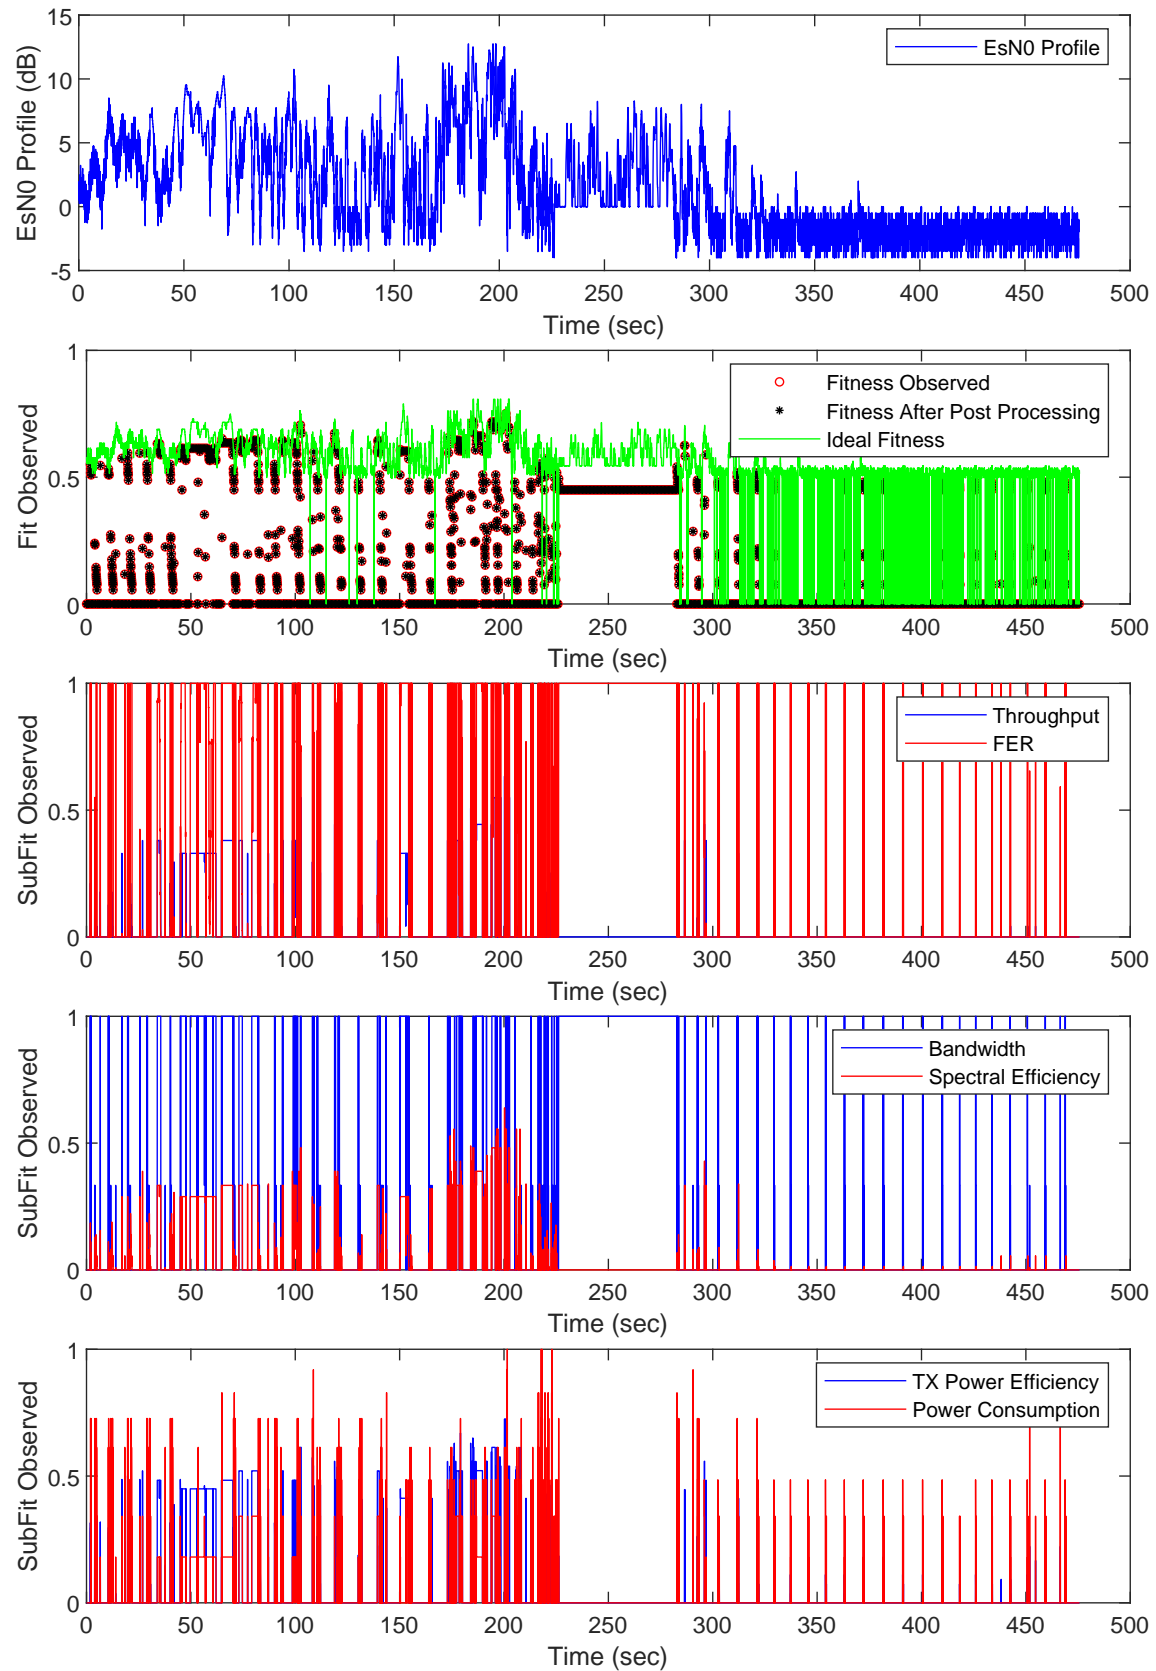 15
10
5
0
-5
EsN0 Profile (dB)
EsN0 Profile
0 50 100 150 200 250 300 350 400 450 500
Time (sec)
1
0.5
0
Fit Observed
Fitness Observed
Fitness After Post Processing
Ideal Fitness
0 50 100 150 200 250 300 350 400 450 500
Time (sec)
1
0.5
0
SubFit Observed
Throughput
FER
0 50 100 150 200 250 300 350 400 450 500
Time (sec)
1
0.5
0
SubFit Observed
Bandwidth
Spectral Efficiency
0 50 100 150 200 250 300 350 400 450 500
Time (sec)
1
0.5
0
SubFit Observed
TX Power Efficiency
Power Consumption
0 50 100 150 200 250 300 350 400 450 500
Time (sec)